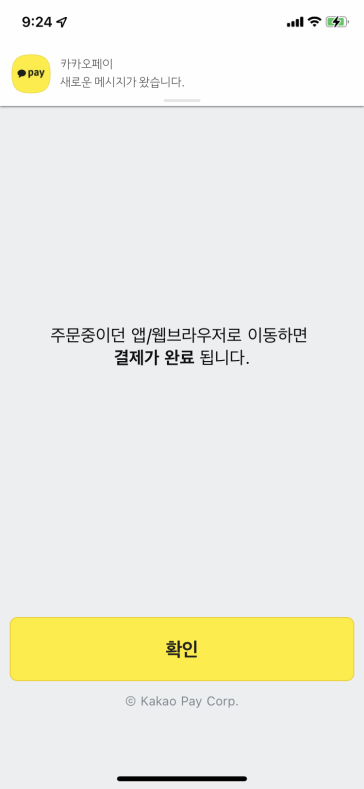 9:24
pay
카카오페이
새로운 메시지가 왔습니다.
주문중이던 앱/웹브라우저로 이동하면
결제가 완료 됩니다.
확인
ⓒ Kakao Pay Corp.